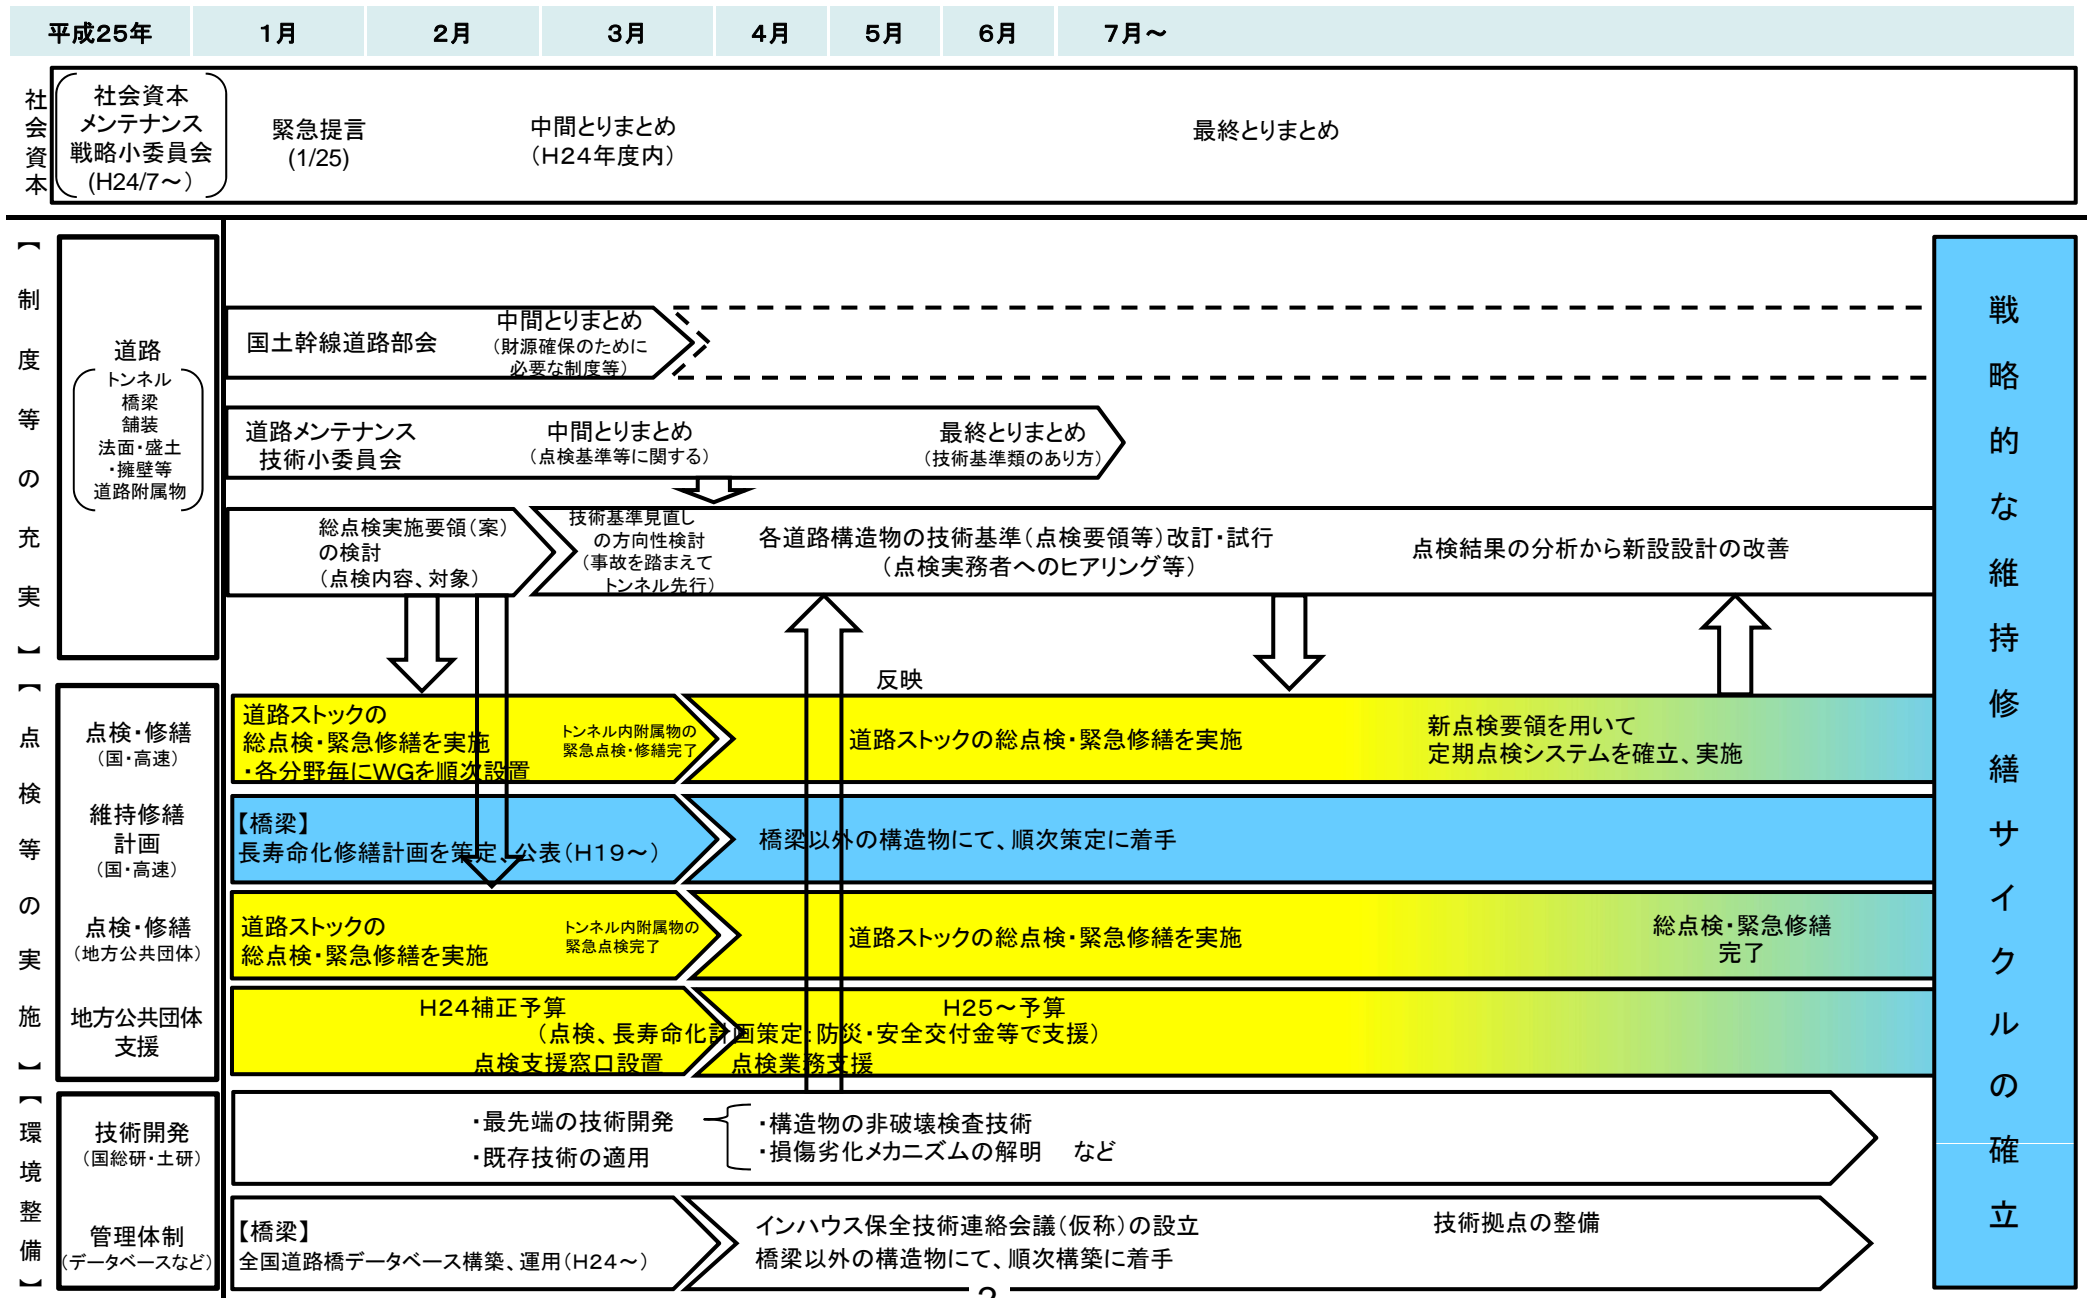 平成25年 1月 2月 3月 4月 5月 6月 7月～
社会資本
社会資本
メンテナンス
戦略小委員会
(H24/7～)
緊急提言
(1/25)
中間とりまとめ
(H24年度内)
最終とりまとめ
【制度等の充実】
道路
トンネル
橋梁
舗装
法面・盛土
・擁壁等
道路附属物
国土幹線道路部会
中間とりまとめ
(財源確保のために
必要な制度等)
道路メンテナンス
技術小委員会
中間とりまとめ
(点検基準等に関する)
最終とりまとめ
(技術基準類のあり方)
総点検実施要領(案)
の検討
(点検内容、対象)
技術基準見直し
の方向性検討
(事故を踏まえて
トンネル先行)
各道路構造物の技術基準(点検要領等)改訂・試行
(点検実務者へのヒアリング等)
点検結果の分析から新設設計の改善
反映
【点検等の実施】
点検・修繕
(国・高速)
道路ストックの
総点検・緊急修繕を実施
・各分野毎にWGを順次設置
トンネル内附属物の
緊急点検・修繕完了
道路ストックの総点検・緊急修繕を実施
新点検要領を用いて
定期点検システムを確立、実施
維持修繕
計画
(国・高速)
【橋梁】
長寿命化修繕計画を策定、公表(H19～)
橋梁以外の構造物にて、順次策定に着手
点検・修繕
(地方公共団体)
道路ストックの
総点検・緊急修繕を実施
トンネル内附属物の
緊急点検完了
道路ストックの総点検・緊急修繕を実施
総点検・緊急修繕
完了
地方公共団体
支援
H24補正予算
H25～予算
(点検、長寿命化計画策定:防災・安全交付金等で支援)
点検支援窓口設置
点検業務支援
【環境整備】
技術開発
(国総研・土研)
・最先端の技術開発
・既存技術の適用
・構造物の非破壊検査技術
・損傷劣化メカニズムの解明 など
管理体制
(データベースなど)
【橋梁】
全国道路橋データベース構築、運用(H24～)
インハウス保全技術連絡会議(仮称)の設立
橋梁以外の構造物にて、順次構築に着手
技術拠点の整備
戦略的な維持修繕サイクルの確立
2